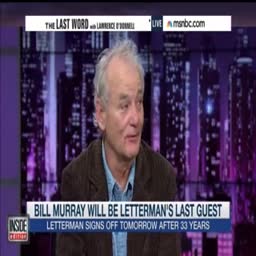 THE LAST WORD WITH LAWRENCE O'DONNELL
LIVE
msnbc.com
BILL MURRAY WILL BE LETTERMAN'S LAST GUEST
LETTERMAN SIGNS OFF TOMORROW AFTER 33 YEARS
INSIDE
EDITION